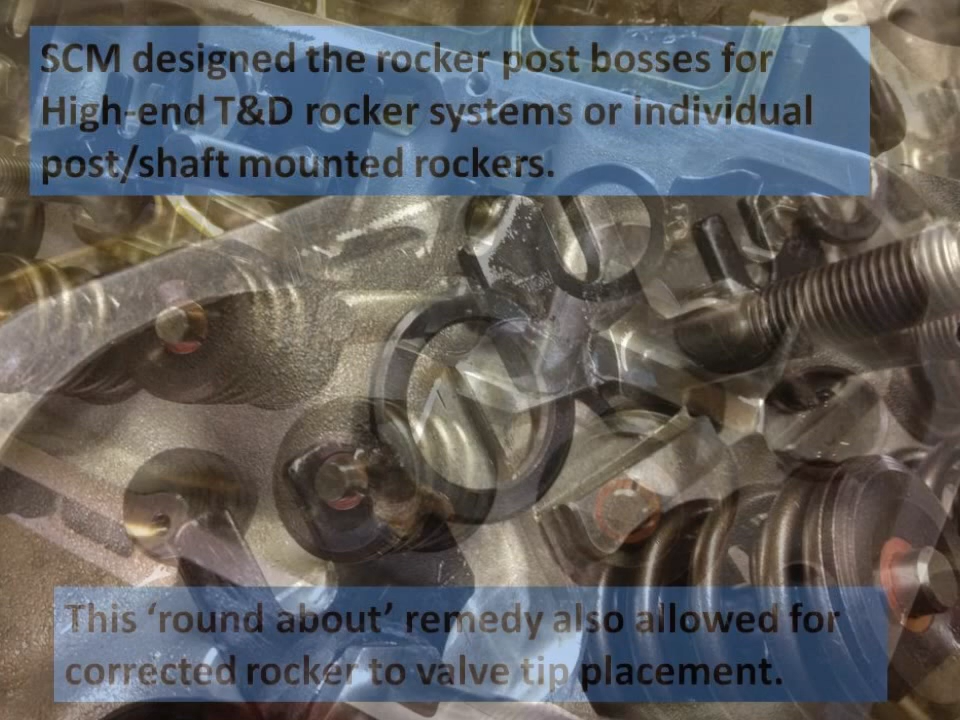 SCM designed the rocker post bosses for
High-end T&D rocker systems or individual
post/shaft mounted rockers.
This ‘round about’ remedy also allowed for
corrected rocker to valve tip placement.